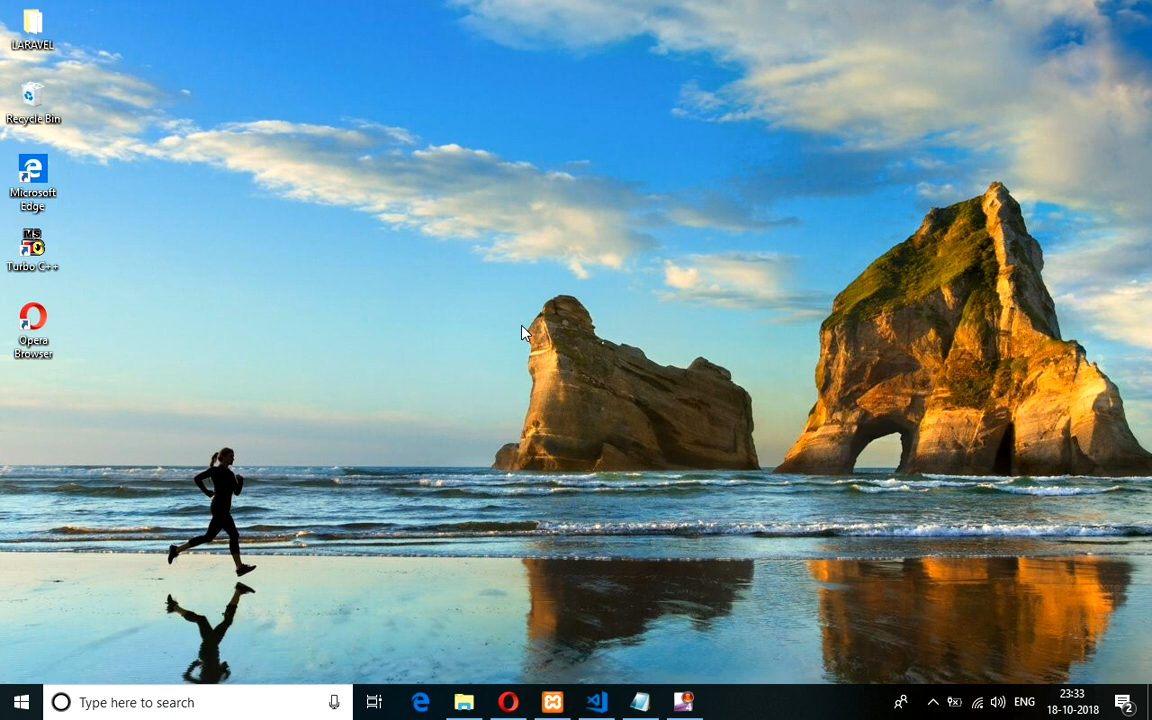 LARAVEL
Recycle Bin
Microsoft
Edge
Turbo C++
Opera
Browser
Type here to search
ENG
23:33
18-10-2018
2